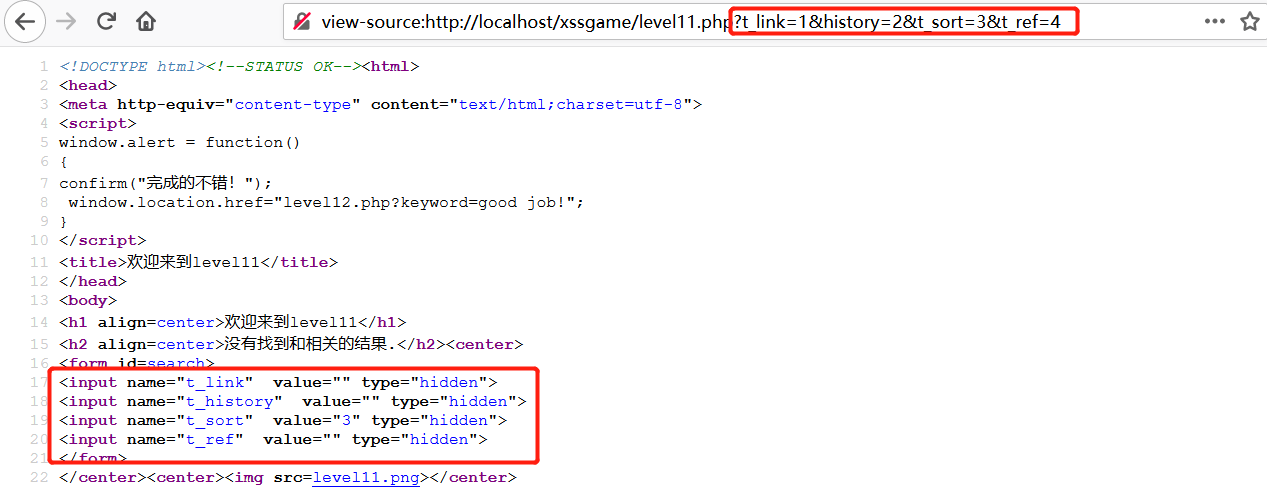 view-source:http://localhost/xssgame/level11.php?t_link=1&history=2&t_sort=3&t_ref=4
1 <!DOCTYPE html><!--STATUS OK--><html>
2 <head>
3 <meta http-equiv="content-type" content="text/html;charset=utf-8">
4 <script>
5 window.alert = function()
6 {
7 confirm("完成的不错！");
8  window.location.href="level12.php?keyword=good job!";
9 }
10 </script>
11 <title>欢迎来到level11</title>
12 </head>
13 <body>
14 <h1 align=center>欢迎来到level11</h1>
15 <h2 align=center>没有找到和相关的结果.</h2><center>
16 <form id=search>
17 <input name="t_link"  value="" type="hidden">
18 <input name="t_history"  value="" type="hidden">
19 <input name="t_sort"  value="3" type="hidden">
20 <input name="t_ref"  value="" type="hidden">
21 </form>
22 </center><center><img src=level11.png></center>